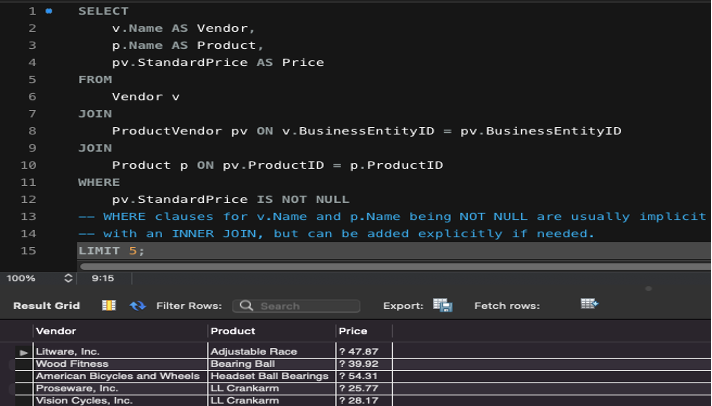 1 SELECT
2 v.Name AS Vendor,
3 p.Name AS Product,
4 pv.StandardPrice AS Price
5 FROM
6 Vendor v
7 JOIN
8 ProductVendor pv ON v.BusinessEntityID = pv.BusinessEntityID
9 JOIN
10 Product p ON pv.ProductID = p.ProductID
11 WHERE
12 pv.StandardPrice IS NOT NULL
13 -- WHERE clauses for v.Name and p.Name being NOT NULL are usually implicit
14 -- with an INNER JOIN, but can be added explicitly if needed.
15 LIMIT 5;
100% 9:15
Result Grid Filter Rows: Search Export: Fetch rows:
Vendor Product Price
Litware, Inc. Adjustable Race ? 47.87
Wood Fitness Bearing Ball ? 39.92
American Bicycles and Wheels Headset Ball Bearings ? 54.31
Proseware, Inc. LL Crankarm ? 25.77
Vision Cycles, Inc. LL Crankarm ? 28.17